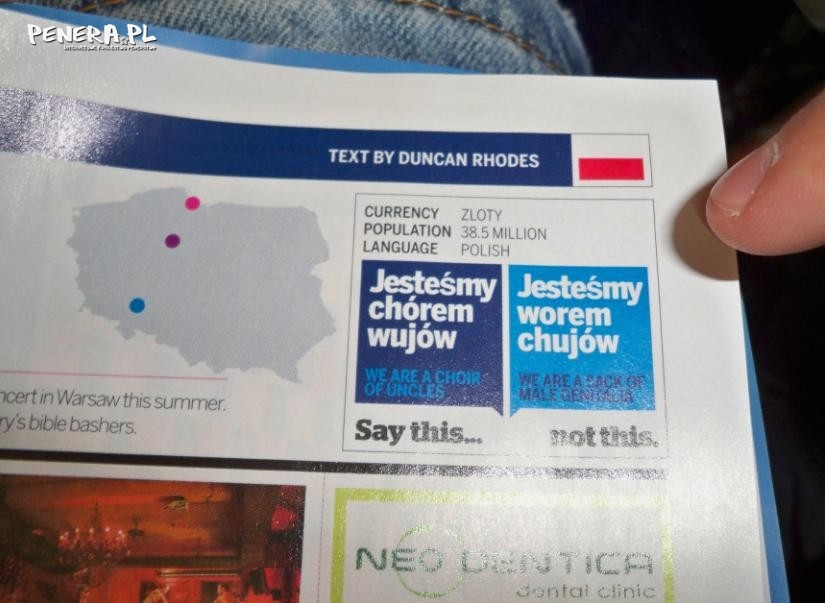 PENERA.PL
TEXT BY DUNCAN RHODES
CURRENCY ZLOTY
POPULATION 38.5 MILLION
LANGUAGE POLISH
Jesteśmy
chórem
wujów
WE ARE A CHOIR
OF UNCLES
Jesteśmy
worem
chujów
WE ARE A SACK OF
MALE GENITALIA
Say this...
not this.
ncert in Warsaw this summer.
ry's bible bashers.
NEO DENTICA
dental clinic